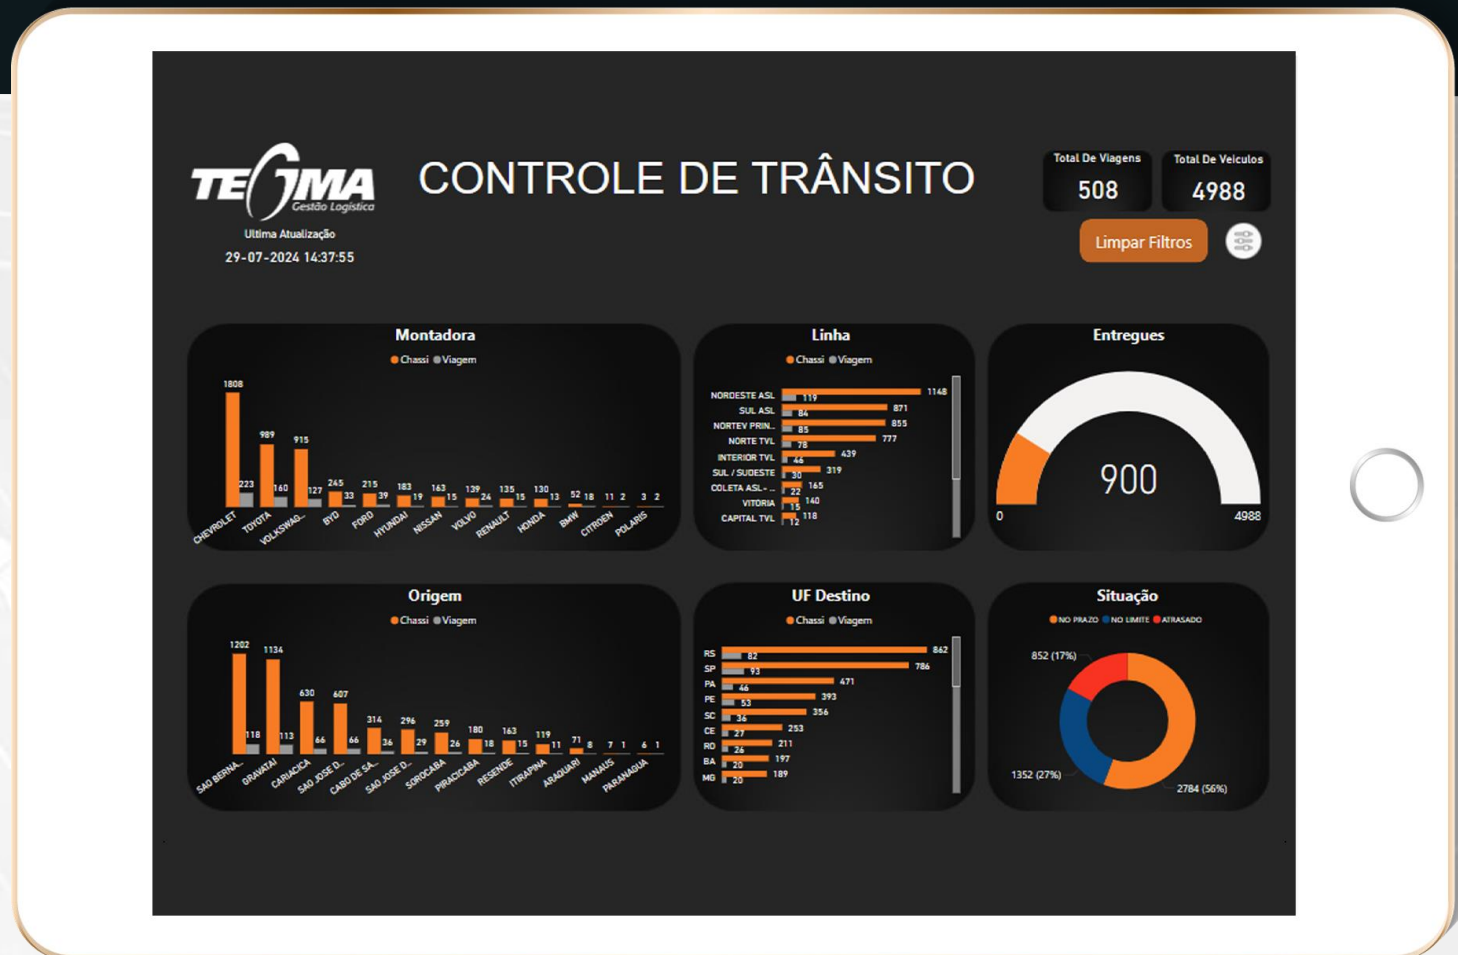 TEGMA
Gestão Logística
CONTROLE DE TRÂNSITO
Total De Viagens
508
Total De Veiculos
4988
Limpar Filtros
Ultima Atualização
29-07-2024 14:37:55
Montadora
Chassi Viagem
1808 223 CHEVROLET
989 160 TOYOTA
915 127 VOLKSWAG...
245 33 BYD
215 39 FORD
183 19 HYUNDAI
163 15 NISSAN
139 24 VOLVO
135 15 RENAULT
130 13 HONDA
52 18 BMW
11 2 CITROEN
3 2 POLARIS
Linha
Chassi Viagem
NORDESTE ASL 1148 119
SUL ASL 871 84
NORTEV PRIN... 855 85
NORTE TVL 777 78
INTERIOR TVL 439 46
SUL / SUDESTE 319 30
COLETA ASL- ... 165 22
VITORIA 140 15
CAPITAL TVL 118 12
Entregues
900
0
4988
Origem
Chassi Viagem
1202 118 SAO BERNA...
1134 113 GRAVATAI
630 66 CARIACICA
607 66 SAO JOSE D...
314 36 CABO DE SA...
296 29 SAO JOSE D...
259 26 SOROCABA
180 18 PIRACICABA
163 15 RESENDE
119 11 ITIRAPINA
71 8 ARAQUARI
7 1 MANAUS
6 1 PARANAGUA
UF Destino
Chassi Viagem
RS 862 82
SP 786 93
PA 471 46
PE 393 53
SC 356 36
CE 253 27
RO 211 26
BA 197 20
MG 189 20
Situação
NO PRAZO NO LIMITE ATRASADO
852 (17%)
1352 (27%)
2784 (56%)